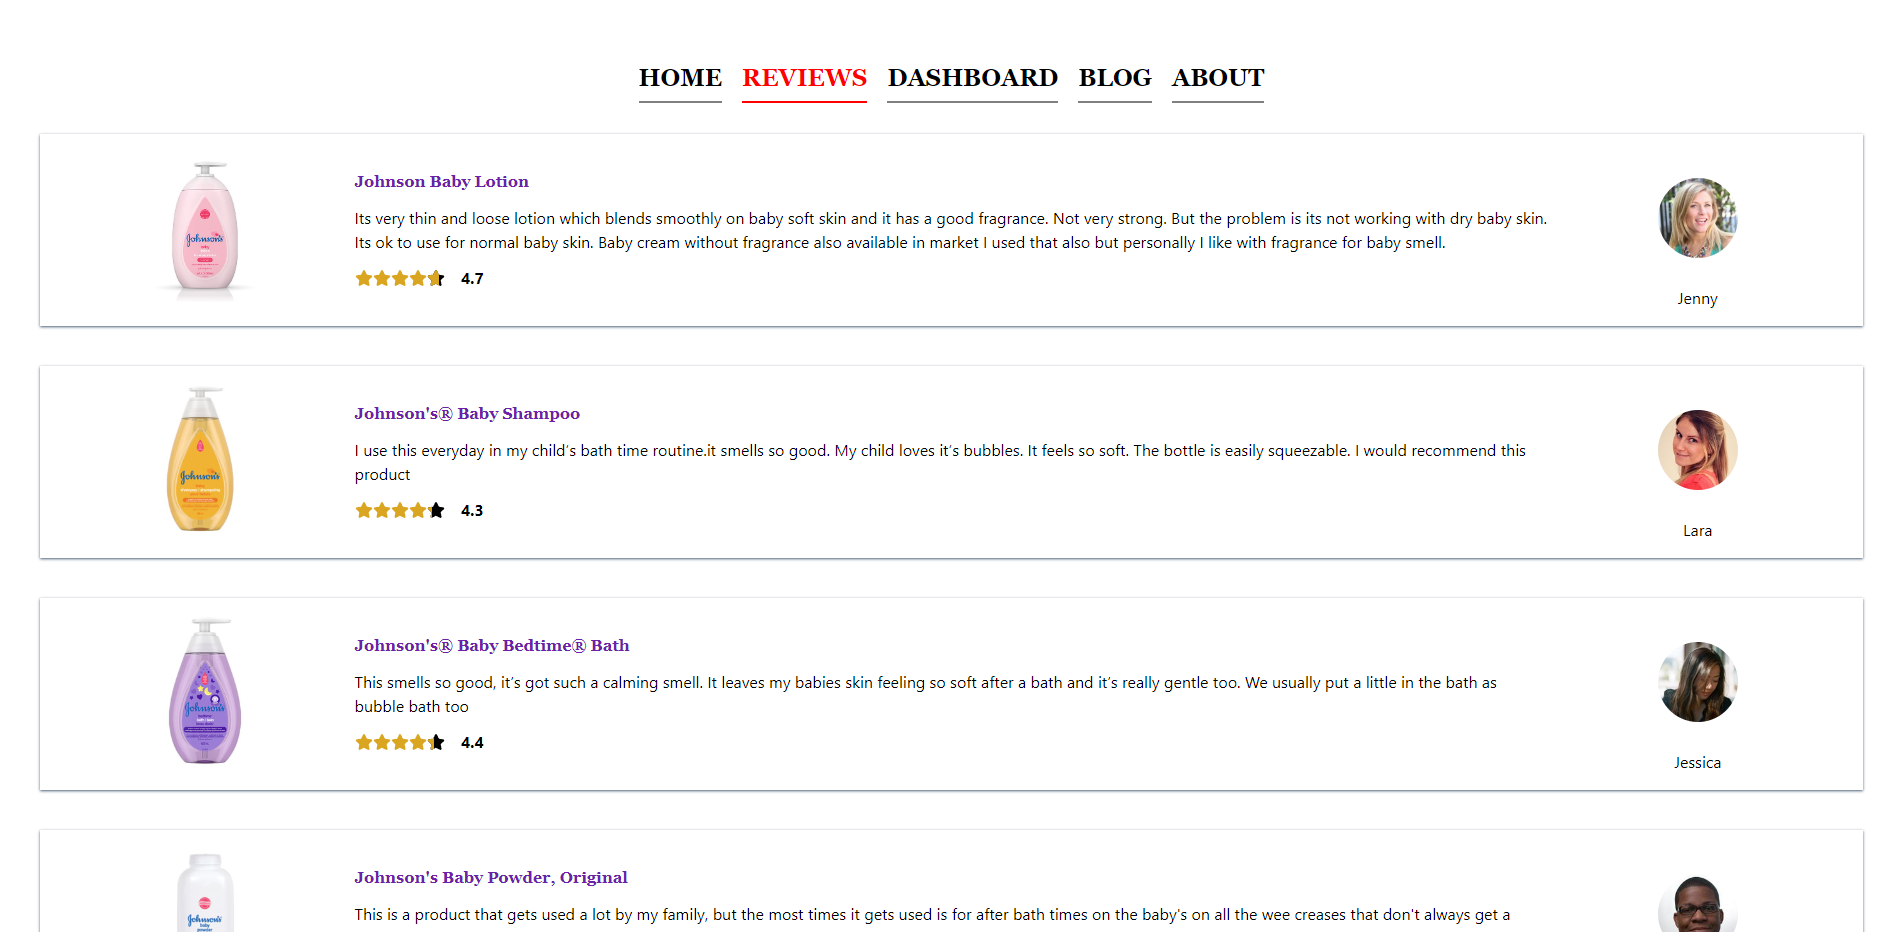 HOME REVIEWS DASHBOARD BLOG ABOUT
Johnson Baby Lotion
Its very thin and loose lotion which blends smoothly on baby soft skin and it has a good fragrance. Not very strong. But the problem is its not working with dry baby skin.
Its ok to use for normal baby skin. Baby cream without fragrance also available in market I used that also but personally I like with fragrance for baby smell.
4.7
Jenny
Johnson's
Johnson's® Baby Shampoo
I use this everyday in my child’s bath time routine.it smells so good. My child loves it’s bubbles. It feels so soft. The bottle is easily squeezable. I would recommend this
product
4.3
Lara
Johnson's
Johnson's® Baby Bedtime® Bath
This smells so good, it’s got such a calming smell. It leaves my babies skin feeling so soft after a bath and it’s really gentle too. We usually put a little in the bath as
bubble bath too
4.4
Jessica
Johnson's
Johnson's Baby Powder, Original
This is a product that gets used a lot by my family, but the most times it gets used is for after bath times on the baby's on all the wee creases that don't always get a
Johnson's
baby
powder